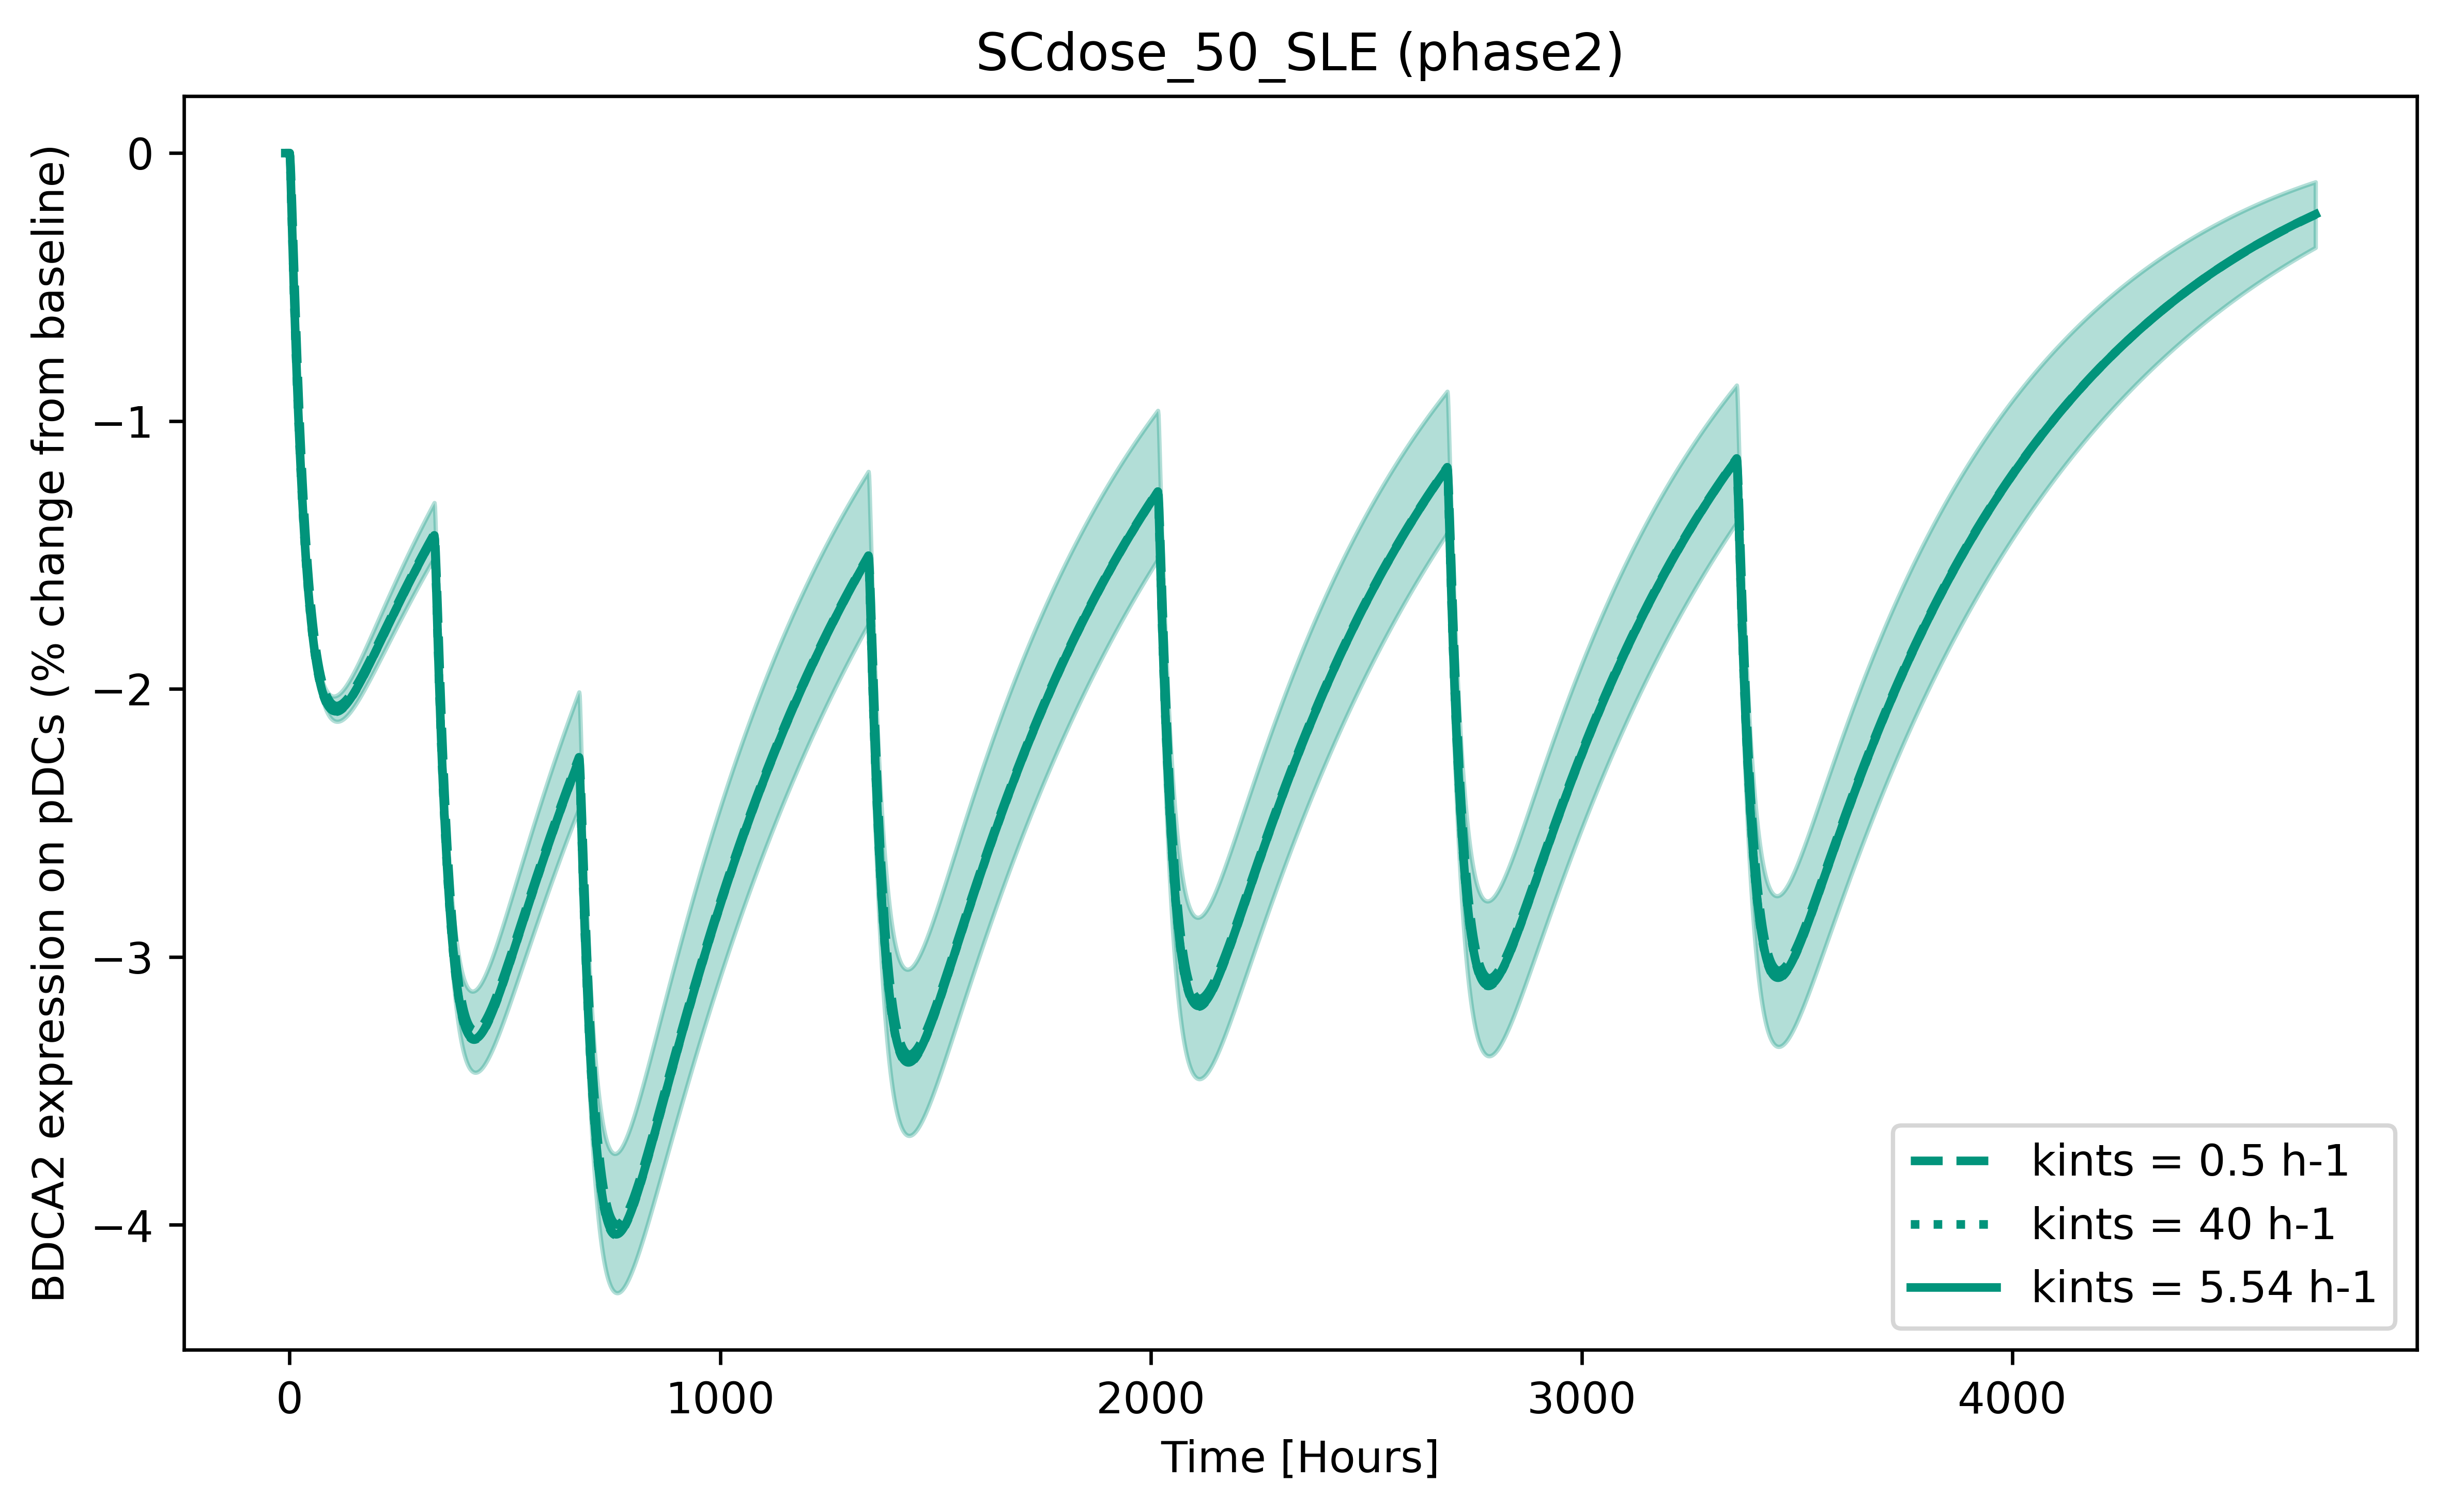 SCdose_50_SLE (phase2)
BDCA2 expression on pDCs (% change from baseline)
0
−1
−2
−3
−4
kints = 0.5 h-1
kints = 40 h-1
kints = 5.54 h-1
0
1000
2000
3000
4000
Time [Hours]